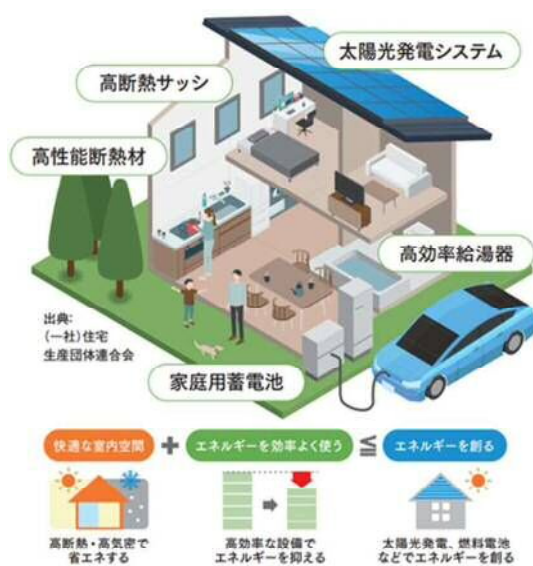 太陽光発電システム
高断熱サッシ
高性能断熱材
高効率給湯器
出典:
(一社)住宅
生産団体連合会
家庭用蓄電池
快適な室内空間 + エネルギーを効率よく使う ≦ エネルギーを創る
高断熱・高気密で
省エネする
高効率な設備で
エネルギーを抑える
太陽光発電、燃料電池
などでエネルギーを創る